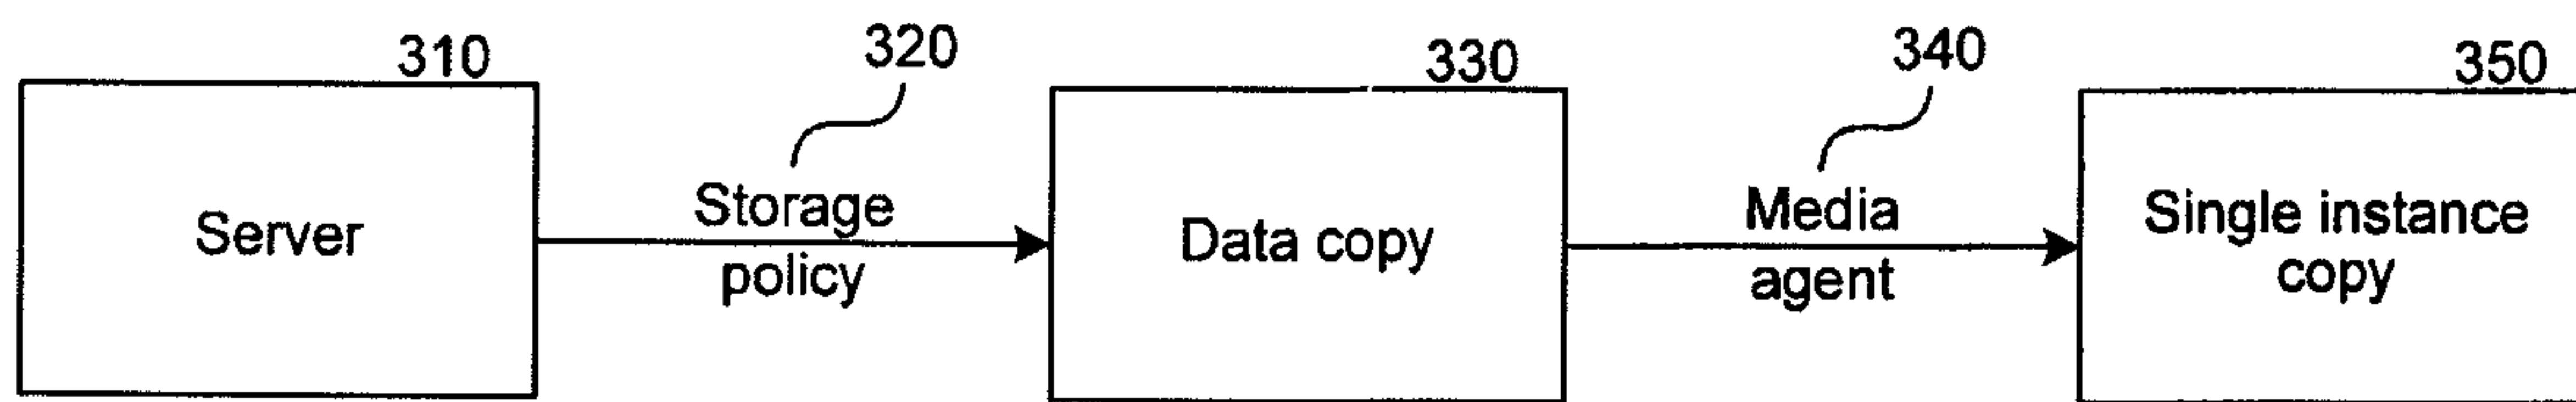 310
320
330
340
350
Server
Storage
policy
Data copy
Media
agent
Single instance
copy